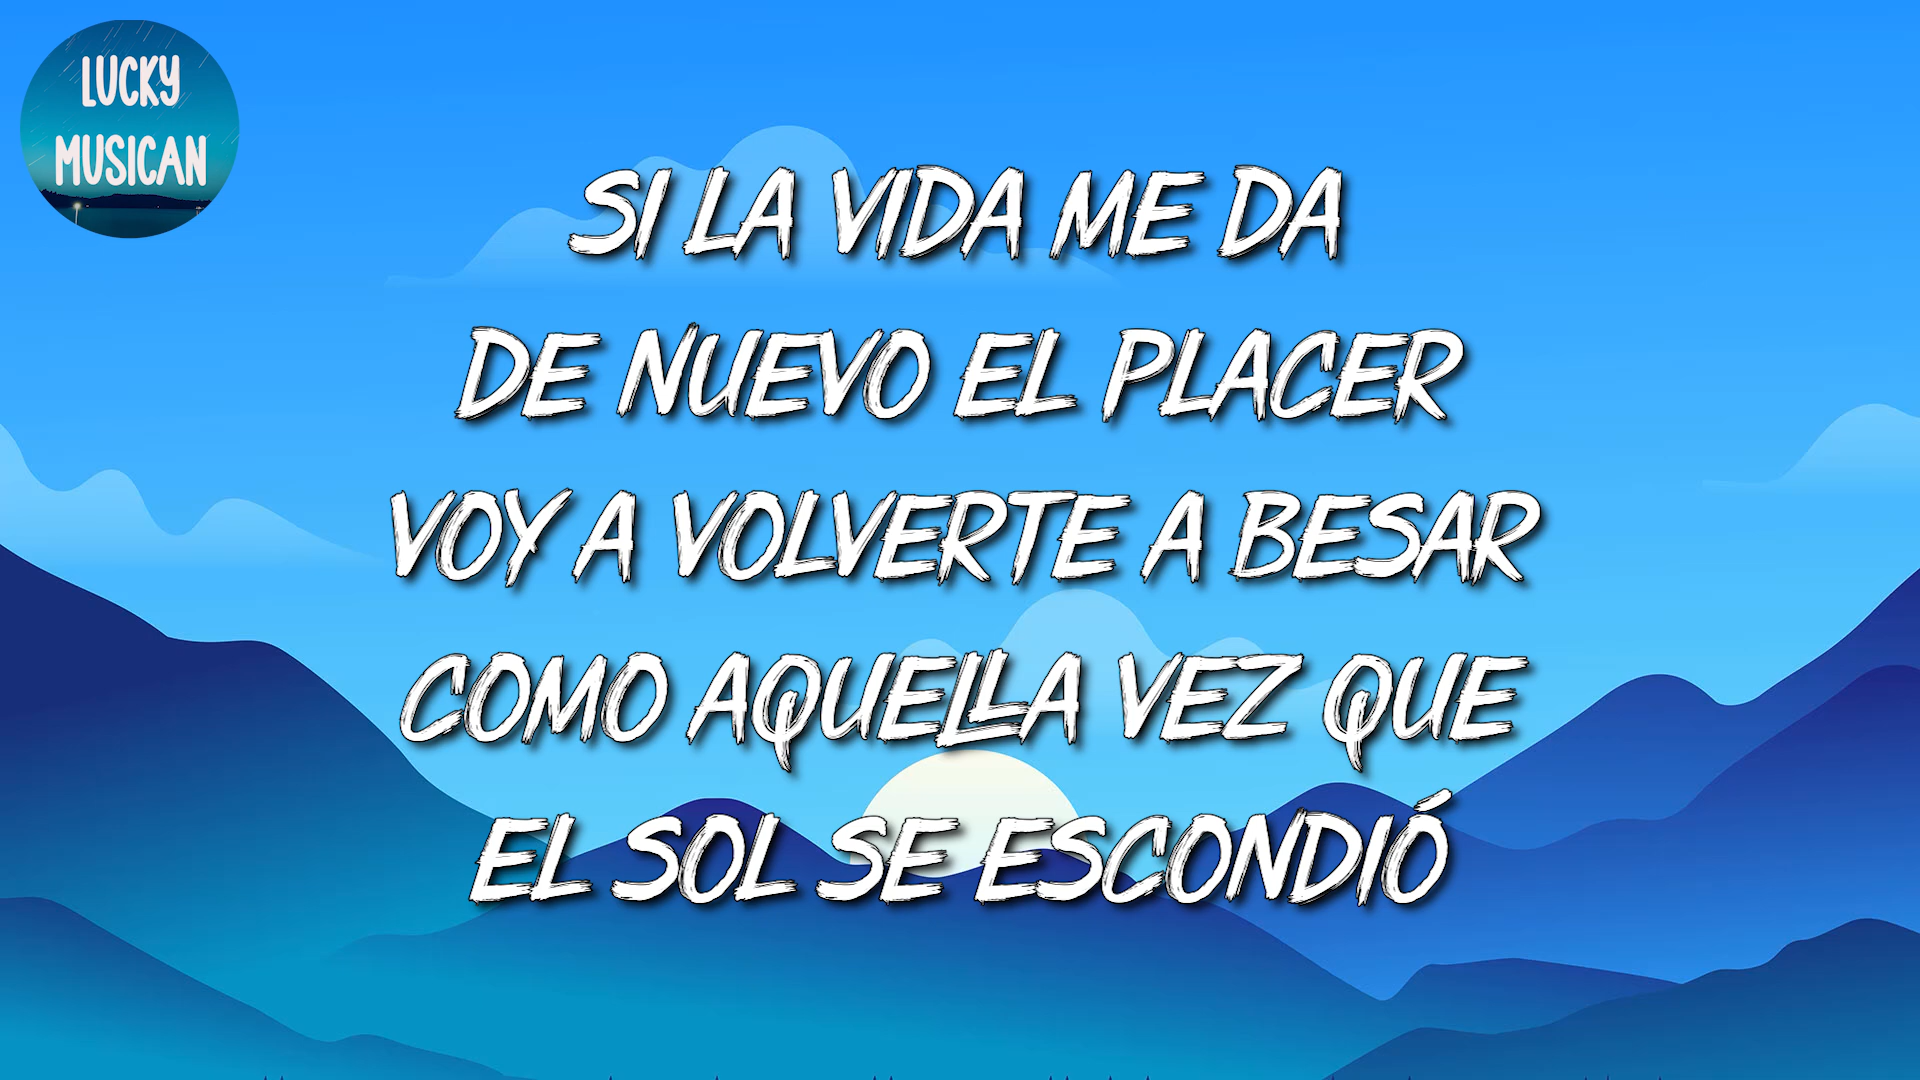 LUCKY
MUSICAN
SI LA VIDA ME DA
DE NUEVO EL PLACER
VOY A VOLVERTE A BESAR
COMO AQUELLA VEZ QUE
EL SOL SE ESCONDIÓ